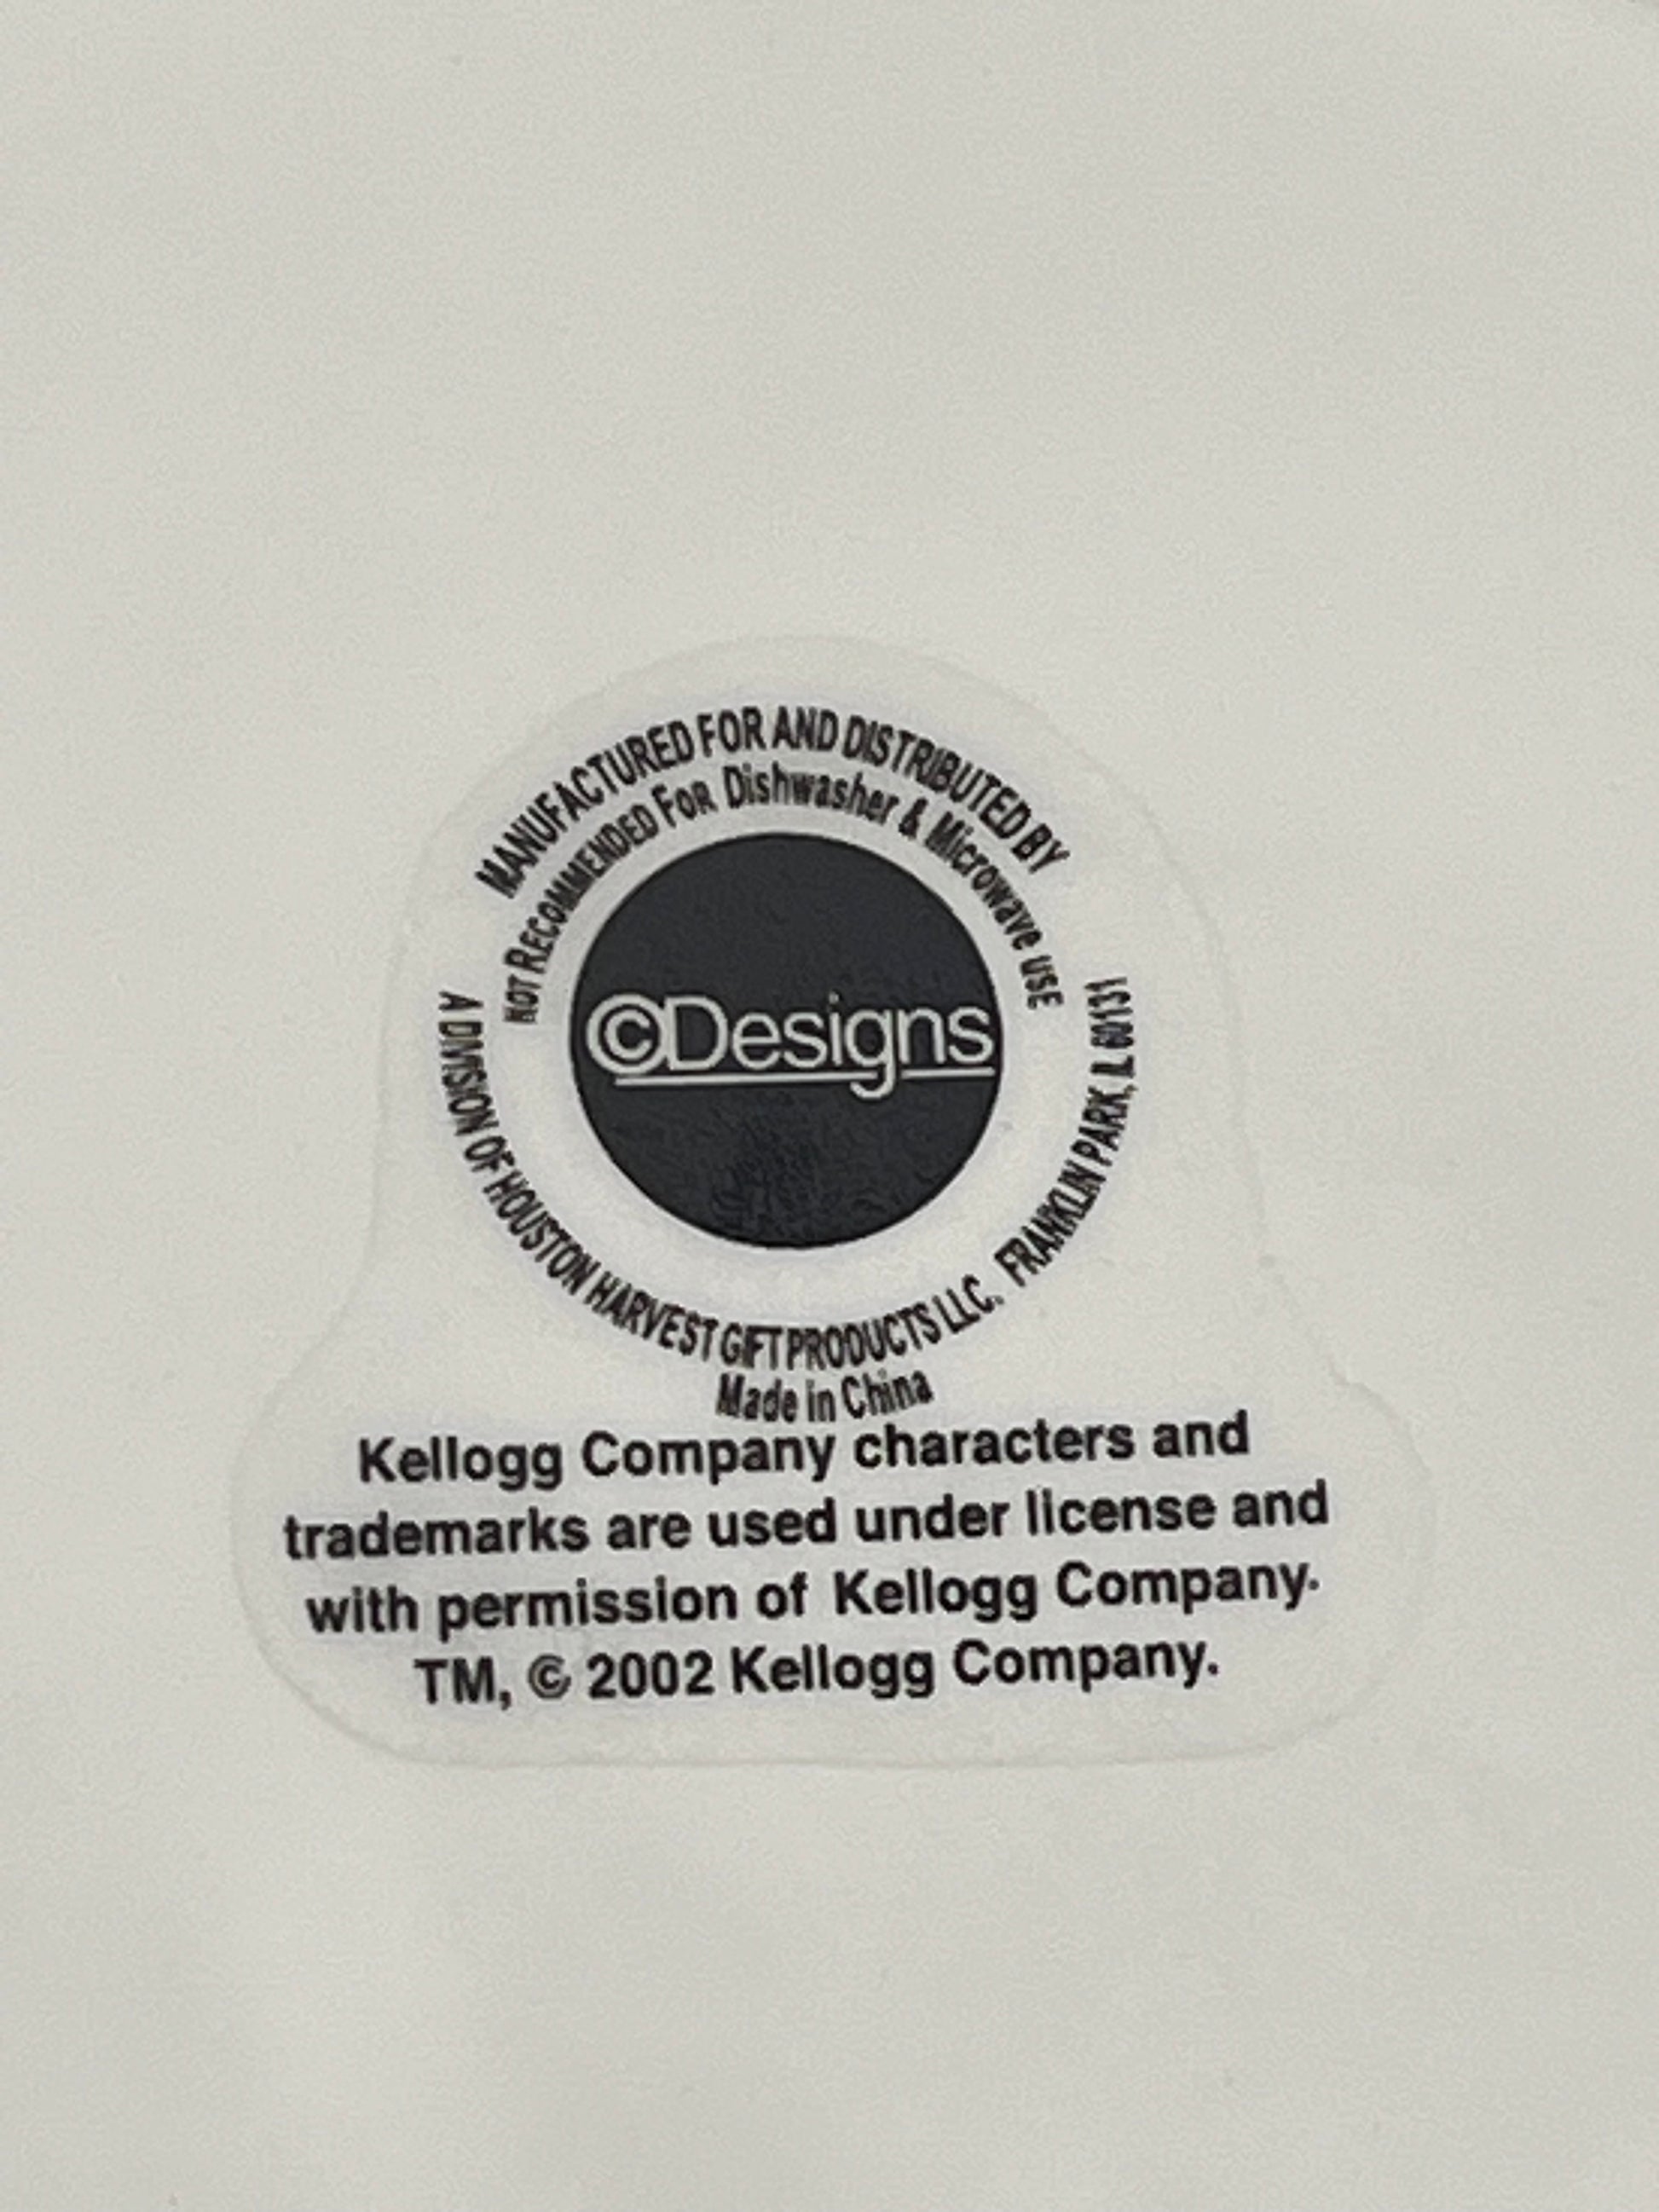 MANUFACTURED FOR AND DISTRIBUTED BY
NOT RECOMMENDED FOR Dishwasher & Microwave USE
©Designs
A DIVISION OF HOUSTON HARVEST GIFT PRODUCTS LLC. FRANKLIN PARK, IL 60131
Made in China
Kellogg Company characters and
trademarks are used under license and
with permission of Kellogg Company.
TM, © 2002 Kellogg Company.